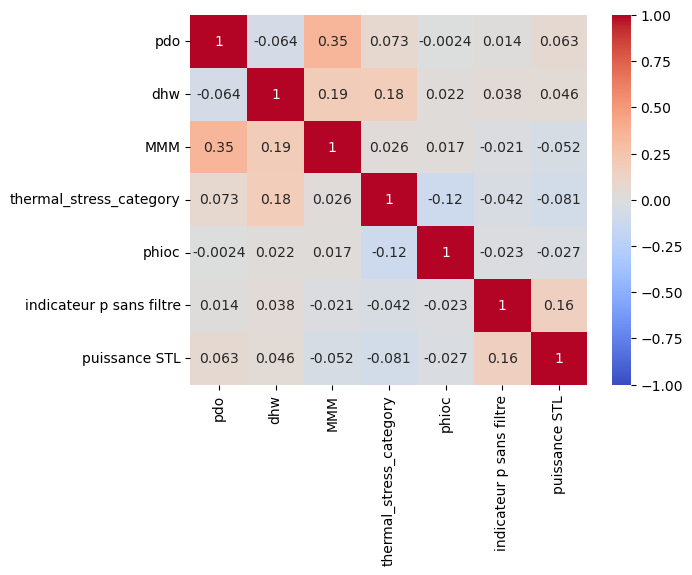 pdo 1 -0.064 0.35 0.073 -0.0024 0.014 0.063
dhw -0.064 1 0.19 0.18 0.022 0.038 0.046
MMM 0.35 0.19 1 0.026 0.017 -0.021 -0.052
thermal_stress_category 0.073 0.18 0.026 1 -0.12 -0.042 -0.081
phioc -0.0024 0.022 0.017 -0.12 1 -0.023 -0.027
indicateur p sans filtre 0.014 0.038 -0.021 -0.042 -0.023 1 0.16
puissance STL 0.063 0.046 -0.052 -0.081 -0.027 0.16 1
pdo
dhw
MMM
thermal_stress_category
phioc
indicateur p sans filtre
puissance STL
1.00
0.75
0.50
0.25
0.00
-0.25
-0.50
-0.75
-1.00